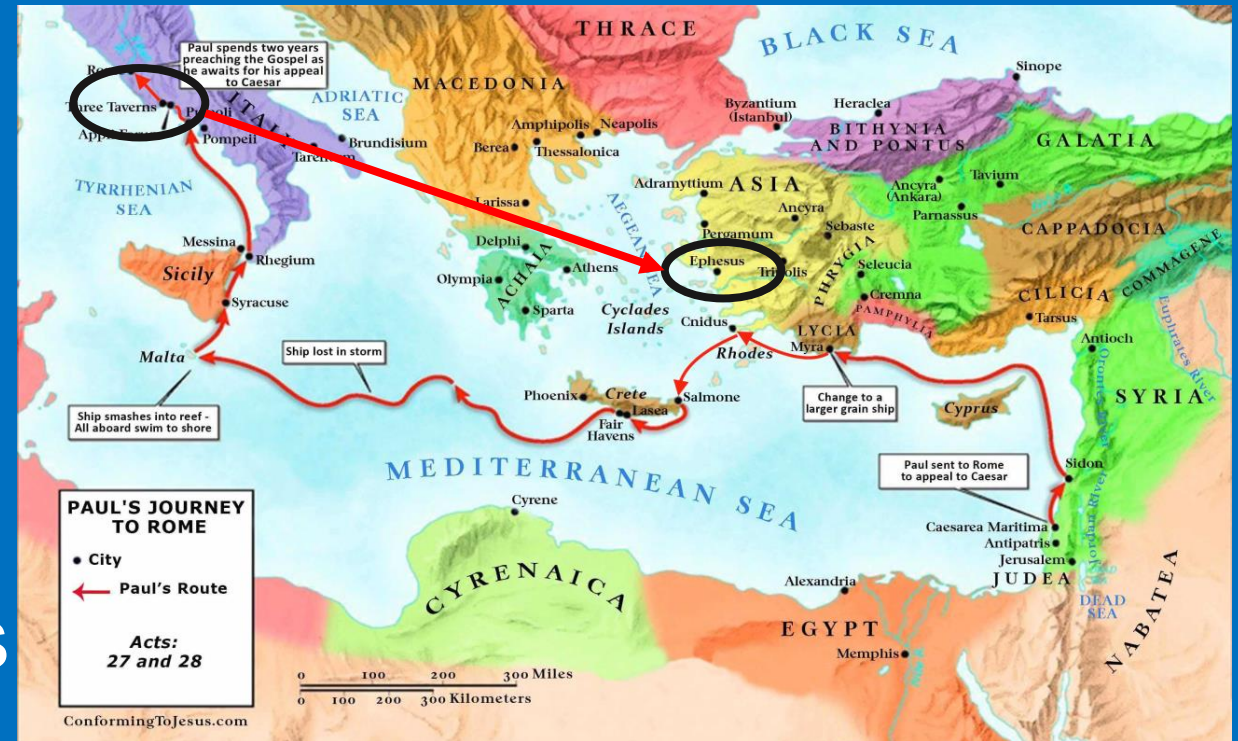 THRACE
BLACK SEA
Paul spends two years
preaching the Gospel as
he awaits for his appeal
to Caesar
MACEDONIA
ADRIATIC
SEA
ITALY
Three Taverns
Pompeii
Brundisium
Tarentum
Amphipolis
Neapolis
Berea
Thessalonica
Byzantium
(Istanbul)
Heraclea
Sinope
BITHYNIA
AND PONTUS
GALATIA
TYRRHENIAN
SEA
Larissa
AEGEAN SEA
Adramyttium
ASIA
Ancyra
Pergamum
Sebaste
Ancyra
(Ankara)
Tavium
Parnassus
CAPPADOCIA
COMMAGENE
Messina
Rhegium
Sicily
Syracuse
Delphi
ACHAIA
Athens
Olympia
Sparta
Cyclades
Islands
Ephesus
Tripolis
PHRYGIA
Seleucia
Cremna
PAMPHYLIA
CILICIA
Tarsus
Euphrates River
Malta
Ship lost in storm
Cnidus
Rhodes
LYCIA
Myra
Antioch
Orontes River
SYRIA
Ship smashes into reef -
All aboard swim to shore
Phoenix
Crete
Lasea
Fair
Havens
Salmone
Change to a
larger grain ship
Cyprus
MEDITERRANEAN SEA
Paul sent to Rome
to appeal to Caesar
Sidon
Jordan River
Caesarea Maritima
Antipatris
Jerusalem
JUDEA
DEAD
SEA
NABATEA
PAUL'S JOURNEY
TO ROME
City
Paul's Route
Acts:
27 and 28
Cyrene
CYRENAICA
Alexandria
EGYPT
Memphis
Nile R.
0 100 200 300 Miles
0 100 200 300 Kilometers
ConformingToJesus.com
S